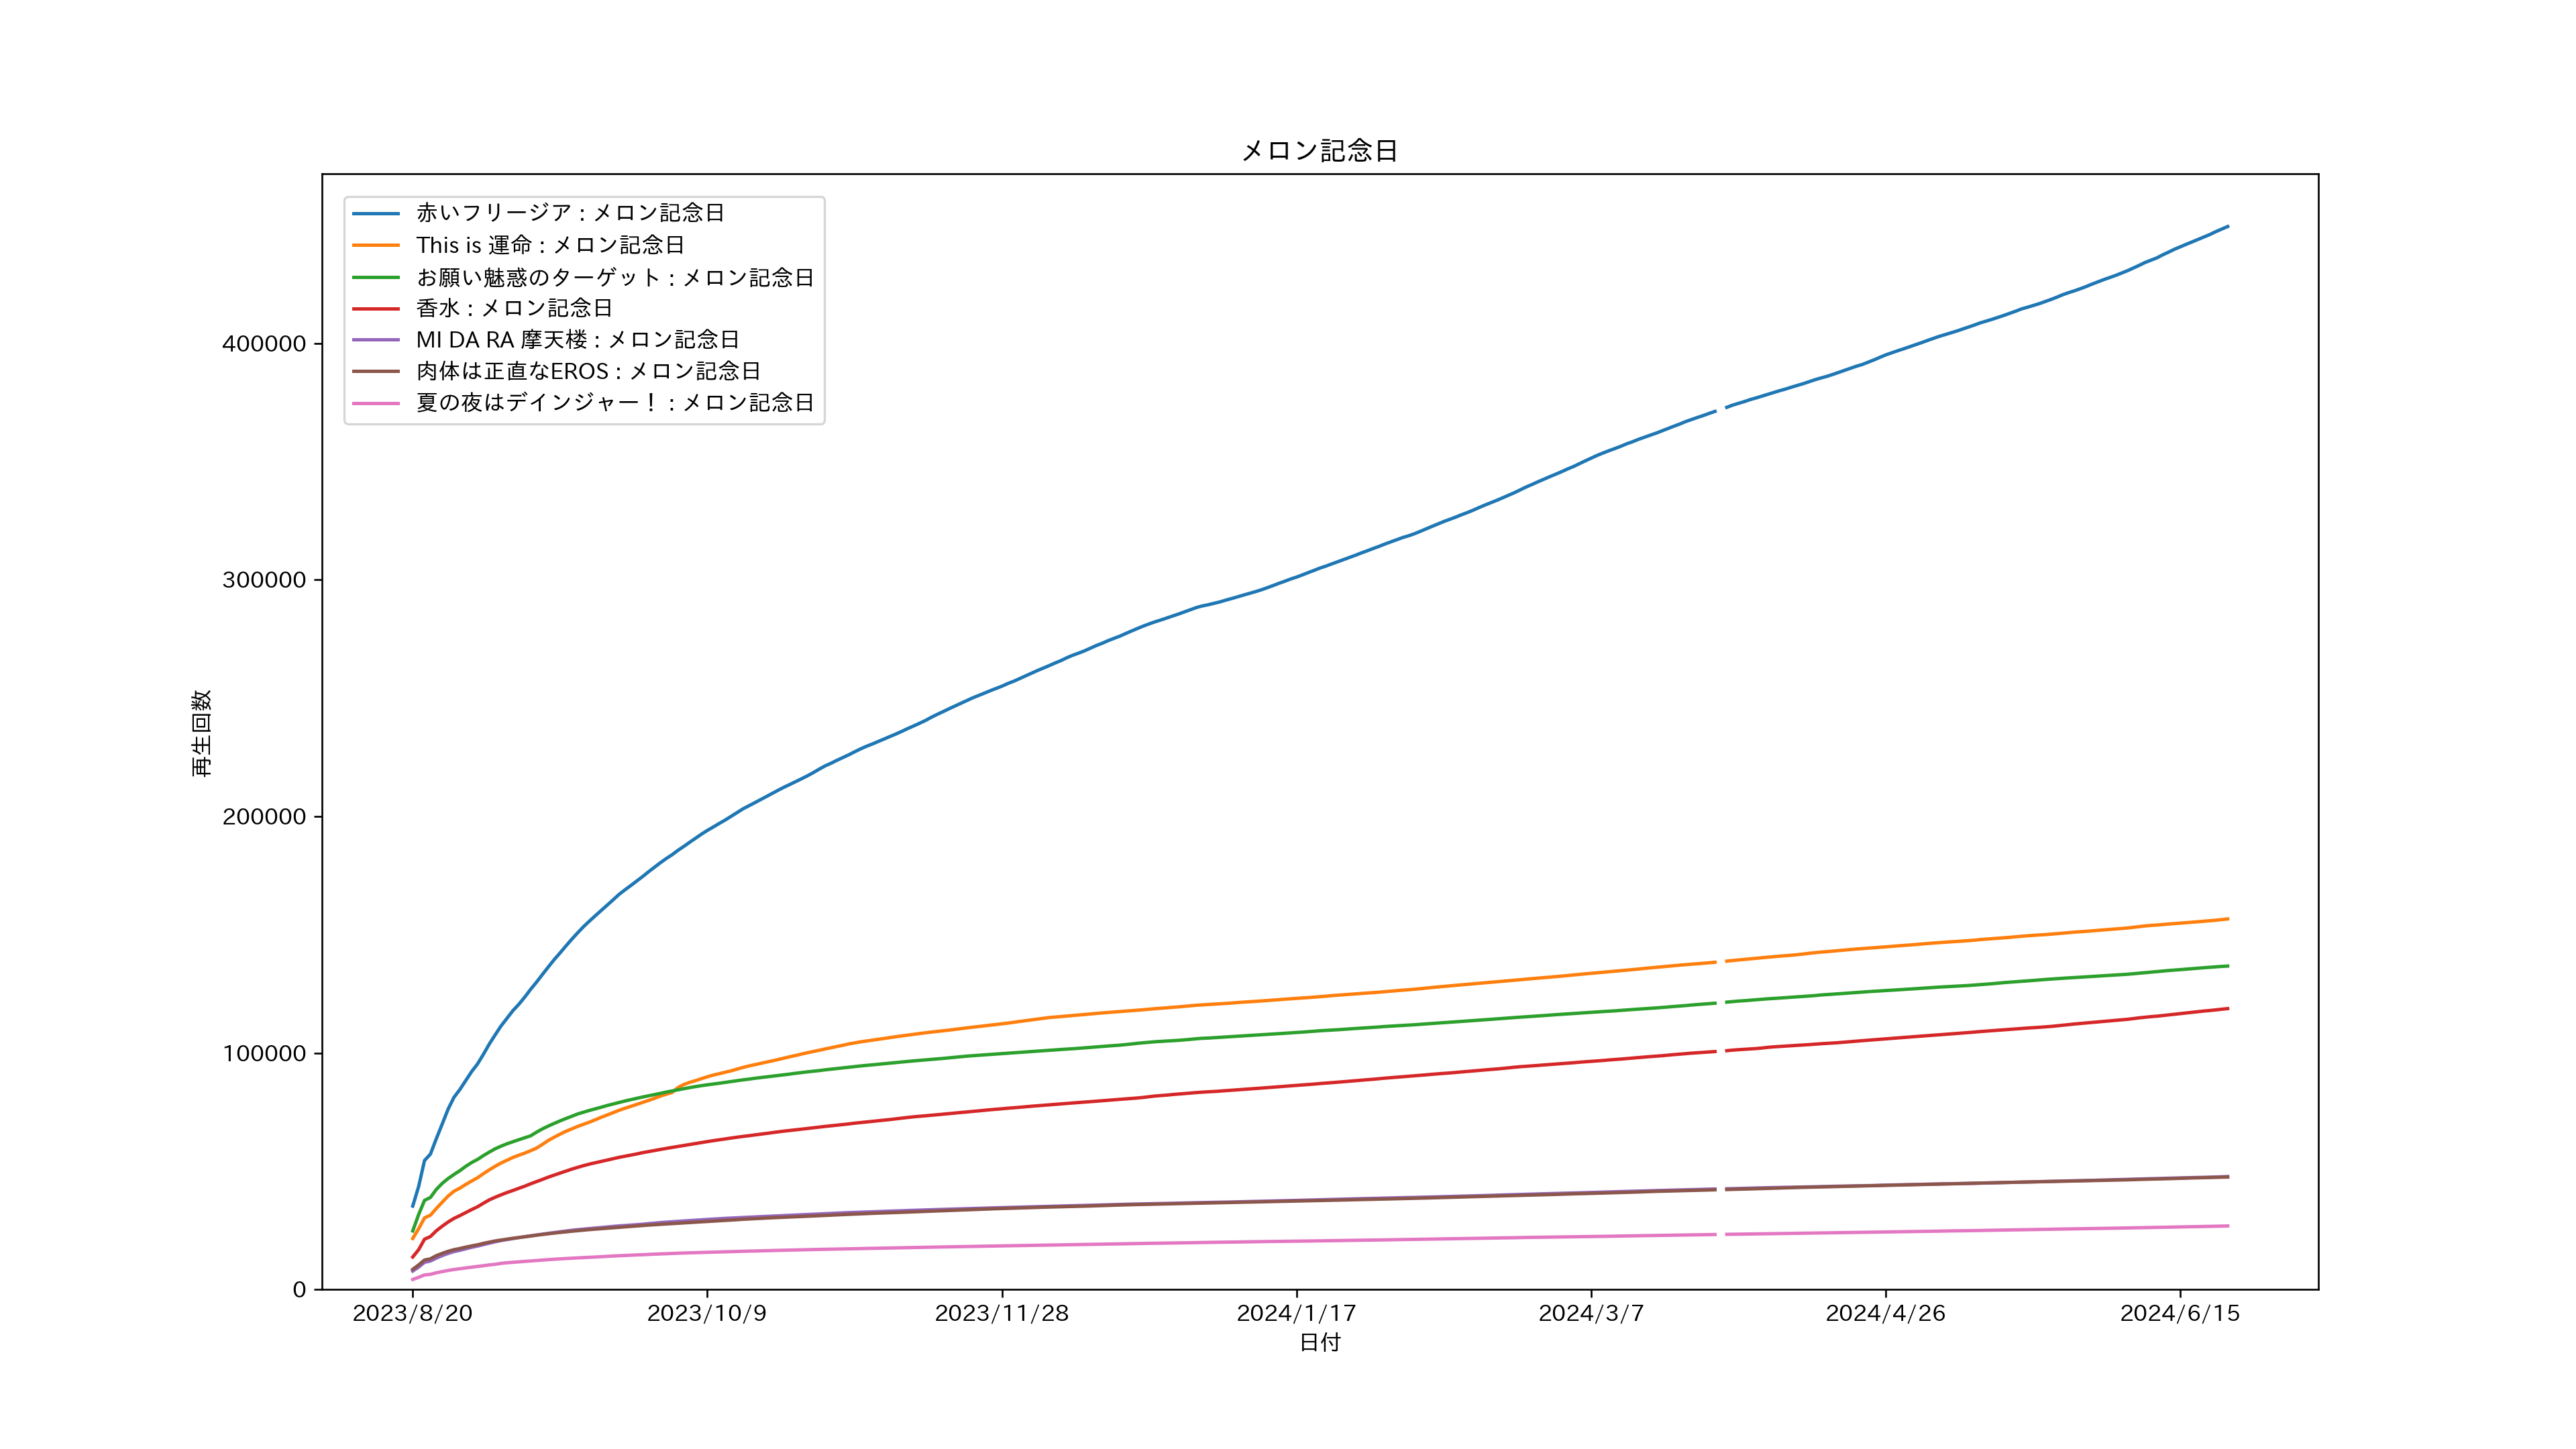 メロン記念日
赤いフリージア : メロン記念日
This is 運命 : メロン記念日
お願い魅惑のターゲット : メロン記念日
香水 : メロン記念日
MI DA RA 摩天楼 : メロン記念日
肉体は正直なEROS : メロン記念日
夏の夜はデインジャー！ : メロン記念日
400000
300000
200000
100000
0
再生回数
2023/8/20
2023/10/9
2023/11/28
2024/1/17
2024/3/7
2024/4/26
2024/6/15
日付